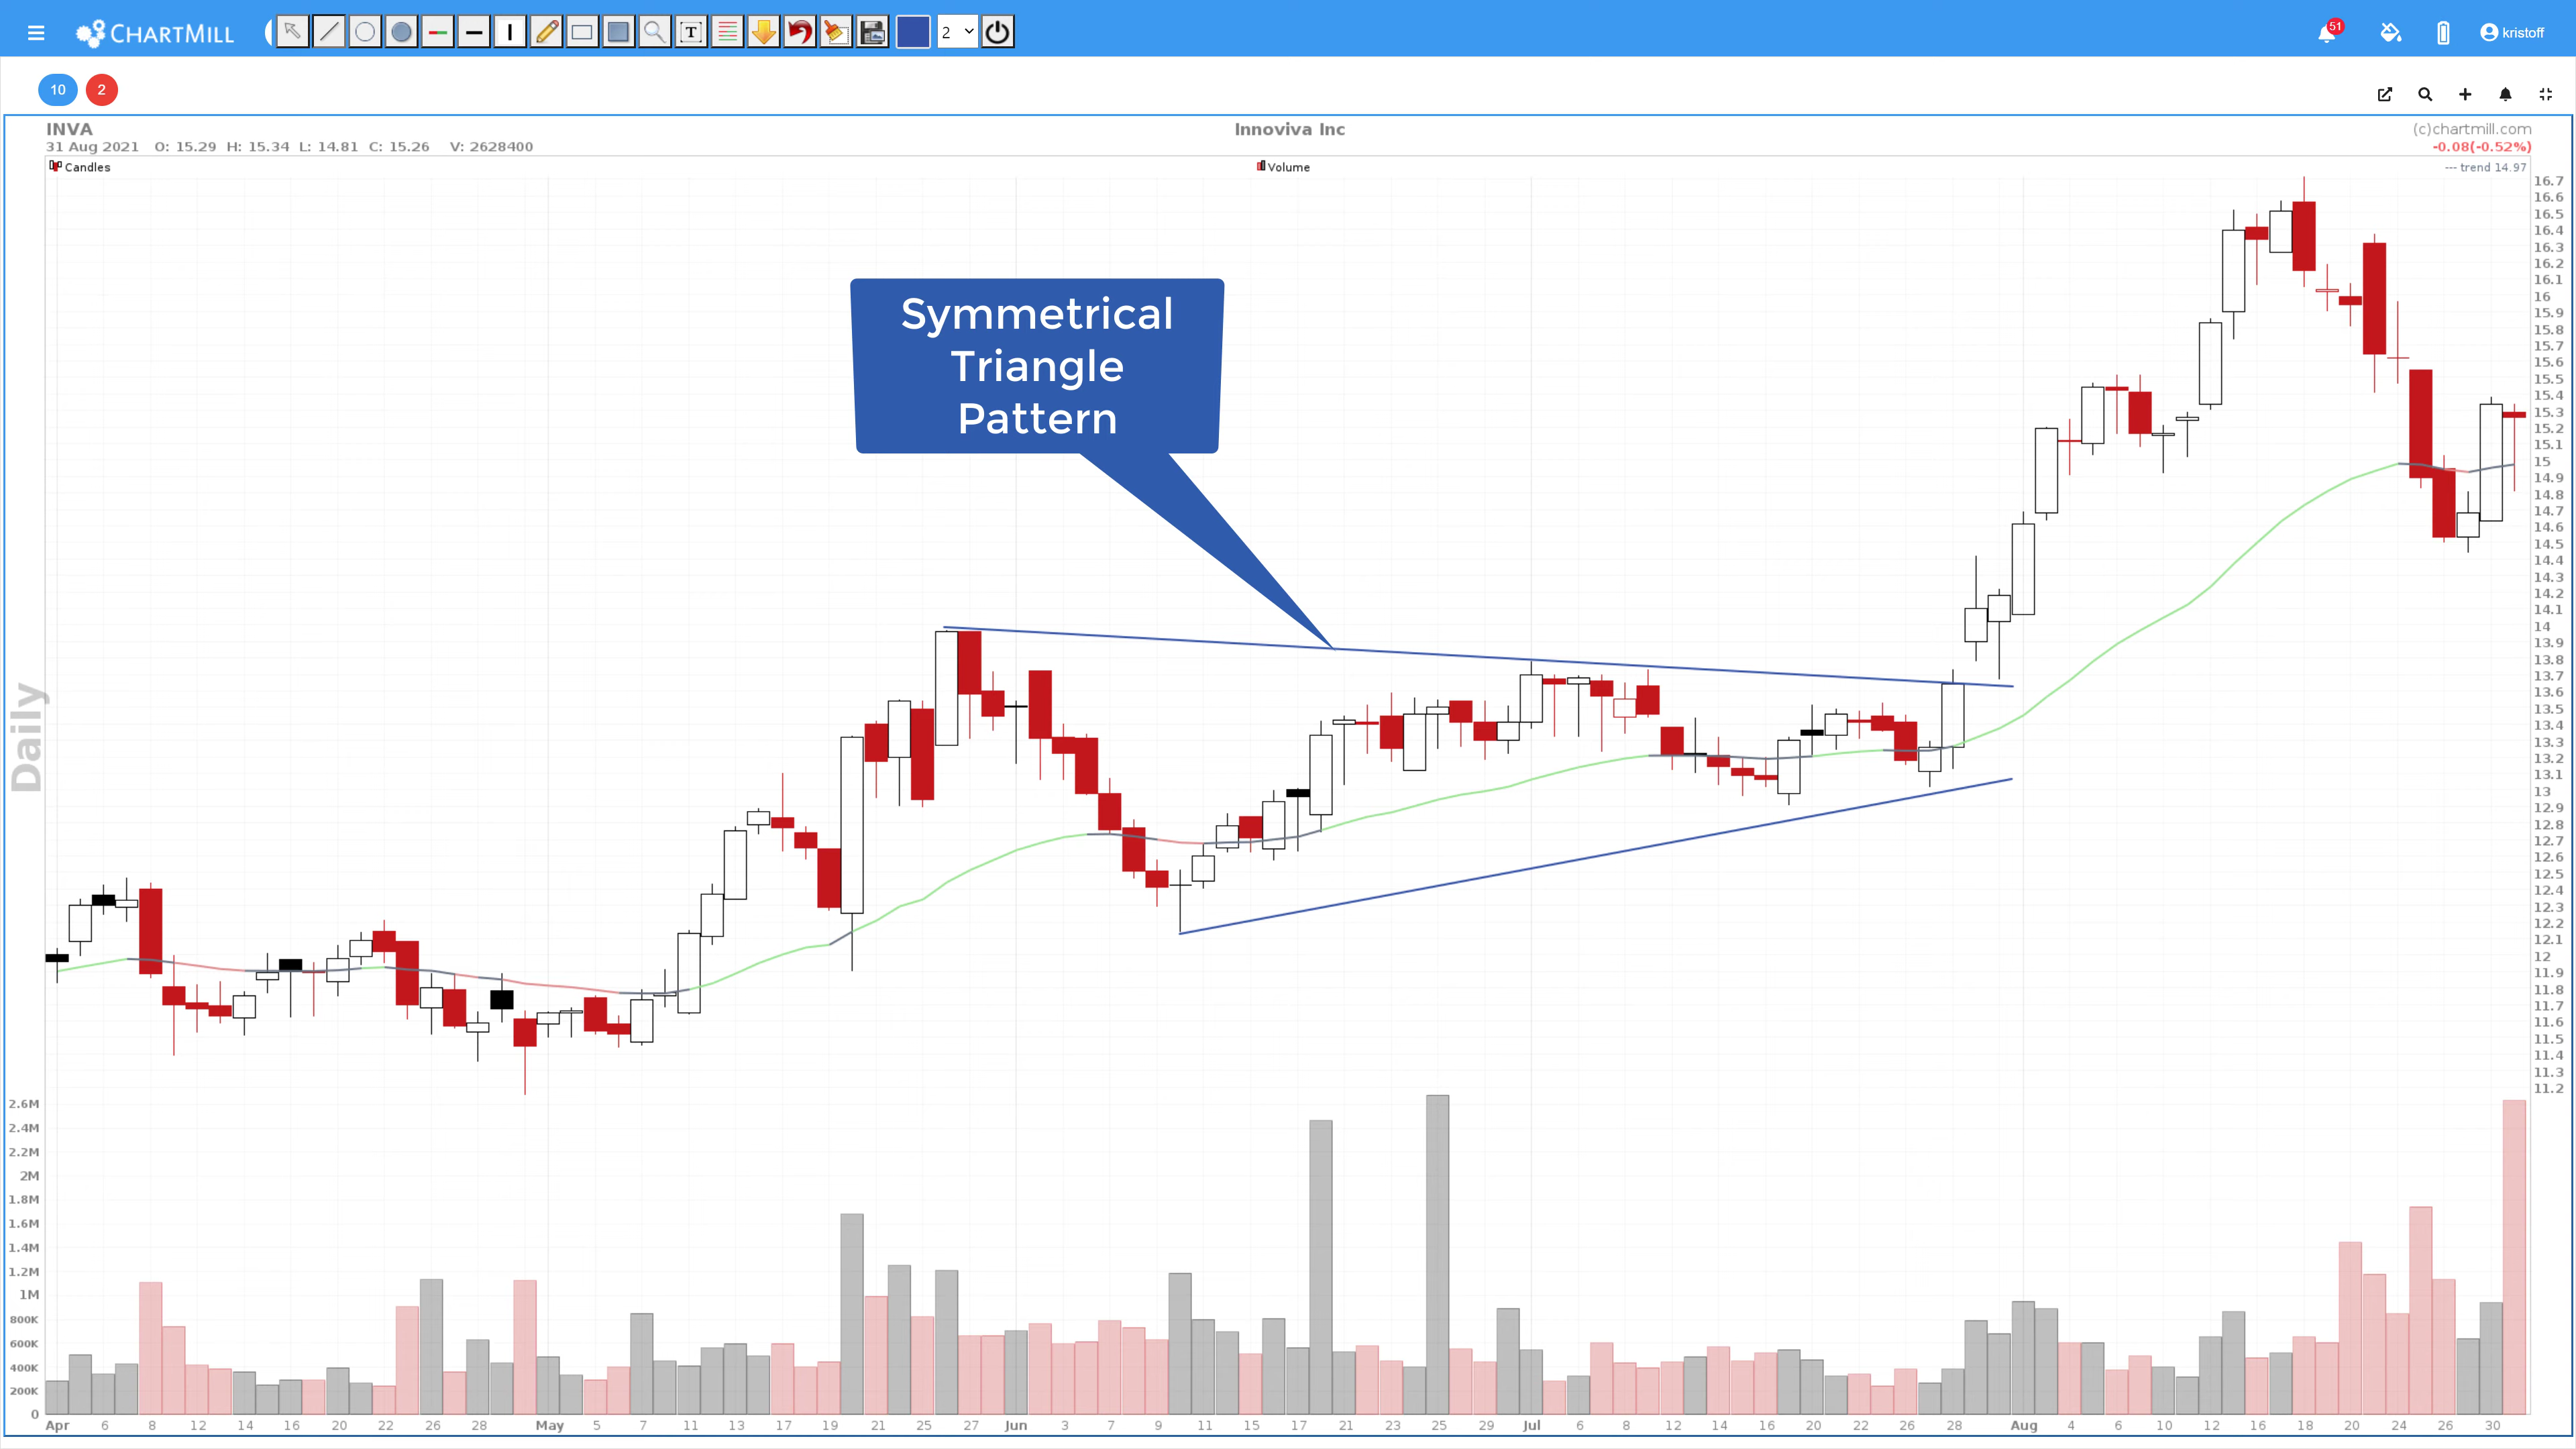 CHARTMILL
T
2
51
kristoff
10
2
INVA
Innoviva Inc
(c)chartmill.com
31 Aug 2021 O: 15.29 H: 15.34 L: 14.81 C: 15.26 V: 2628400
-0.08(-0.52%)
Candles
Volume
--- trend 14.97
Symmetrical
Triangle
Pattern
Daily
16.7
16.6
16.5
16.4
16.3
16.2
16.1
16
15.9
15.8
15.7
15.6
15.5
15.4
15.3
15.2
15.1
15
14.9
14.8
14.7
14.6
14.5
14.4
14.3
14.2
14.1
14
13.9
13.8
13.7
13.6
13.5
13.4
13.3
13.2
13.1
13
12.9
12.8
12.7
12.6
12.5
12.4
12.3
12.2
12.1
12
11.9
11.8
11.7
11.6
11.5
11.4
11.3
11.2
2.6M
2.4M
2.2M
2M
1.8M
1.6M
1.4M
1.2M
1M
800K
600K
400K
200K
0
Apr 6 8 12 14 16 20 22 26 28 May 5 7 11 13 17 19 21 25 27 Jun 3 7 9 11 15 17 21 23 25 29 Jul 6 8 12 14 16 20 22 26 28 Aug 4 6 10 12 16 18 20 24 26 30